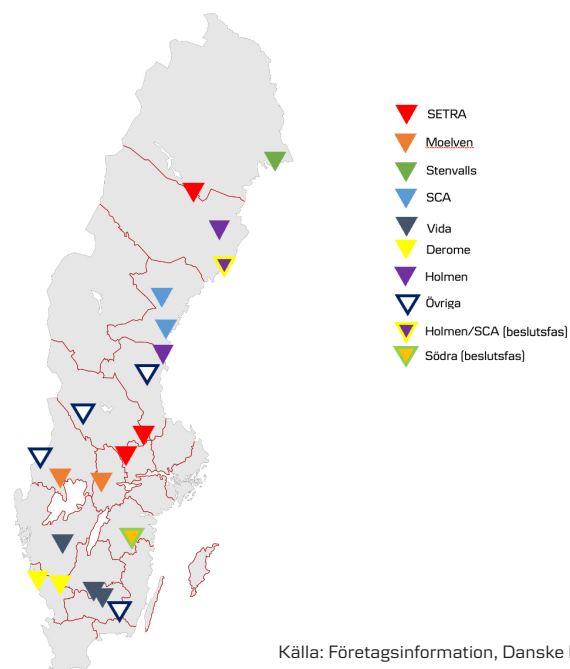 SETRA
Moelven
Stenvalls
SCA
Vida
Derome
Holmen
Övriga
Holmen/SCA (beslutsfas)
Södra (beslutsfas)
Källa: Företagsinformation, Danske